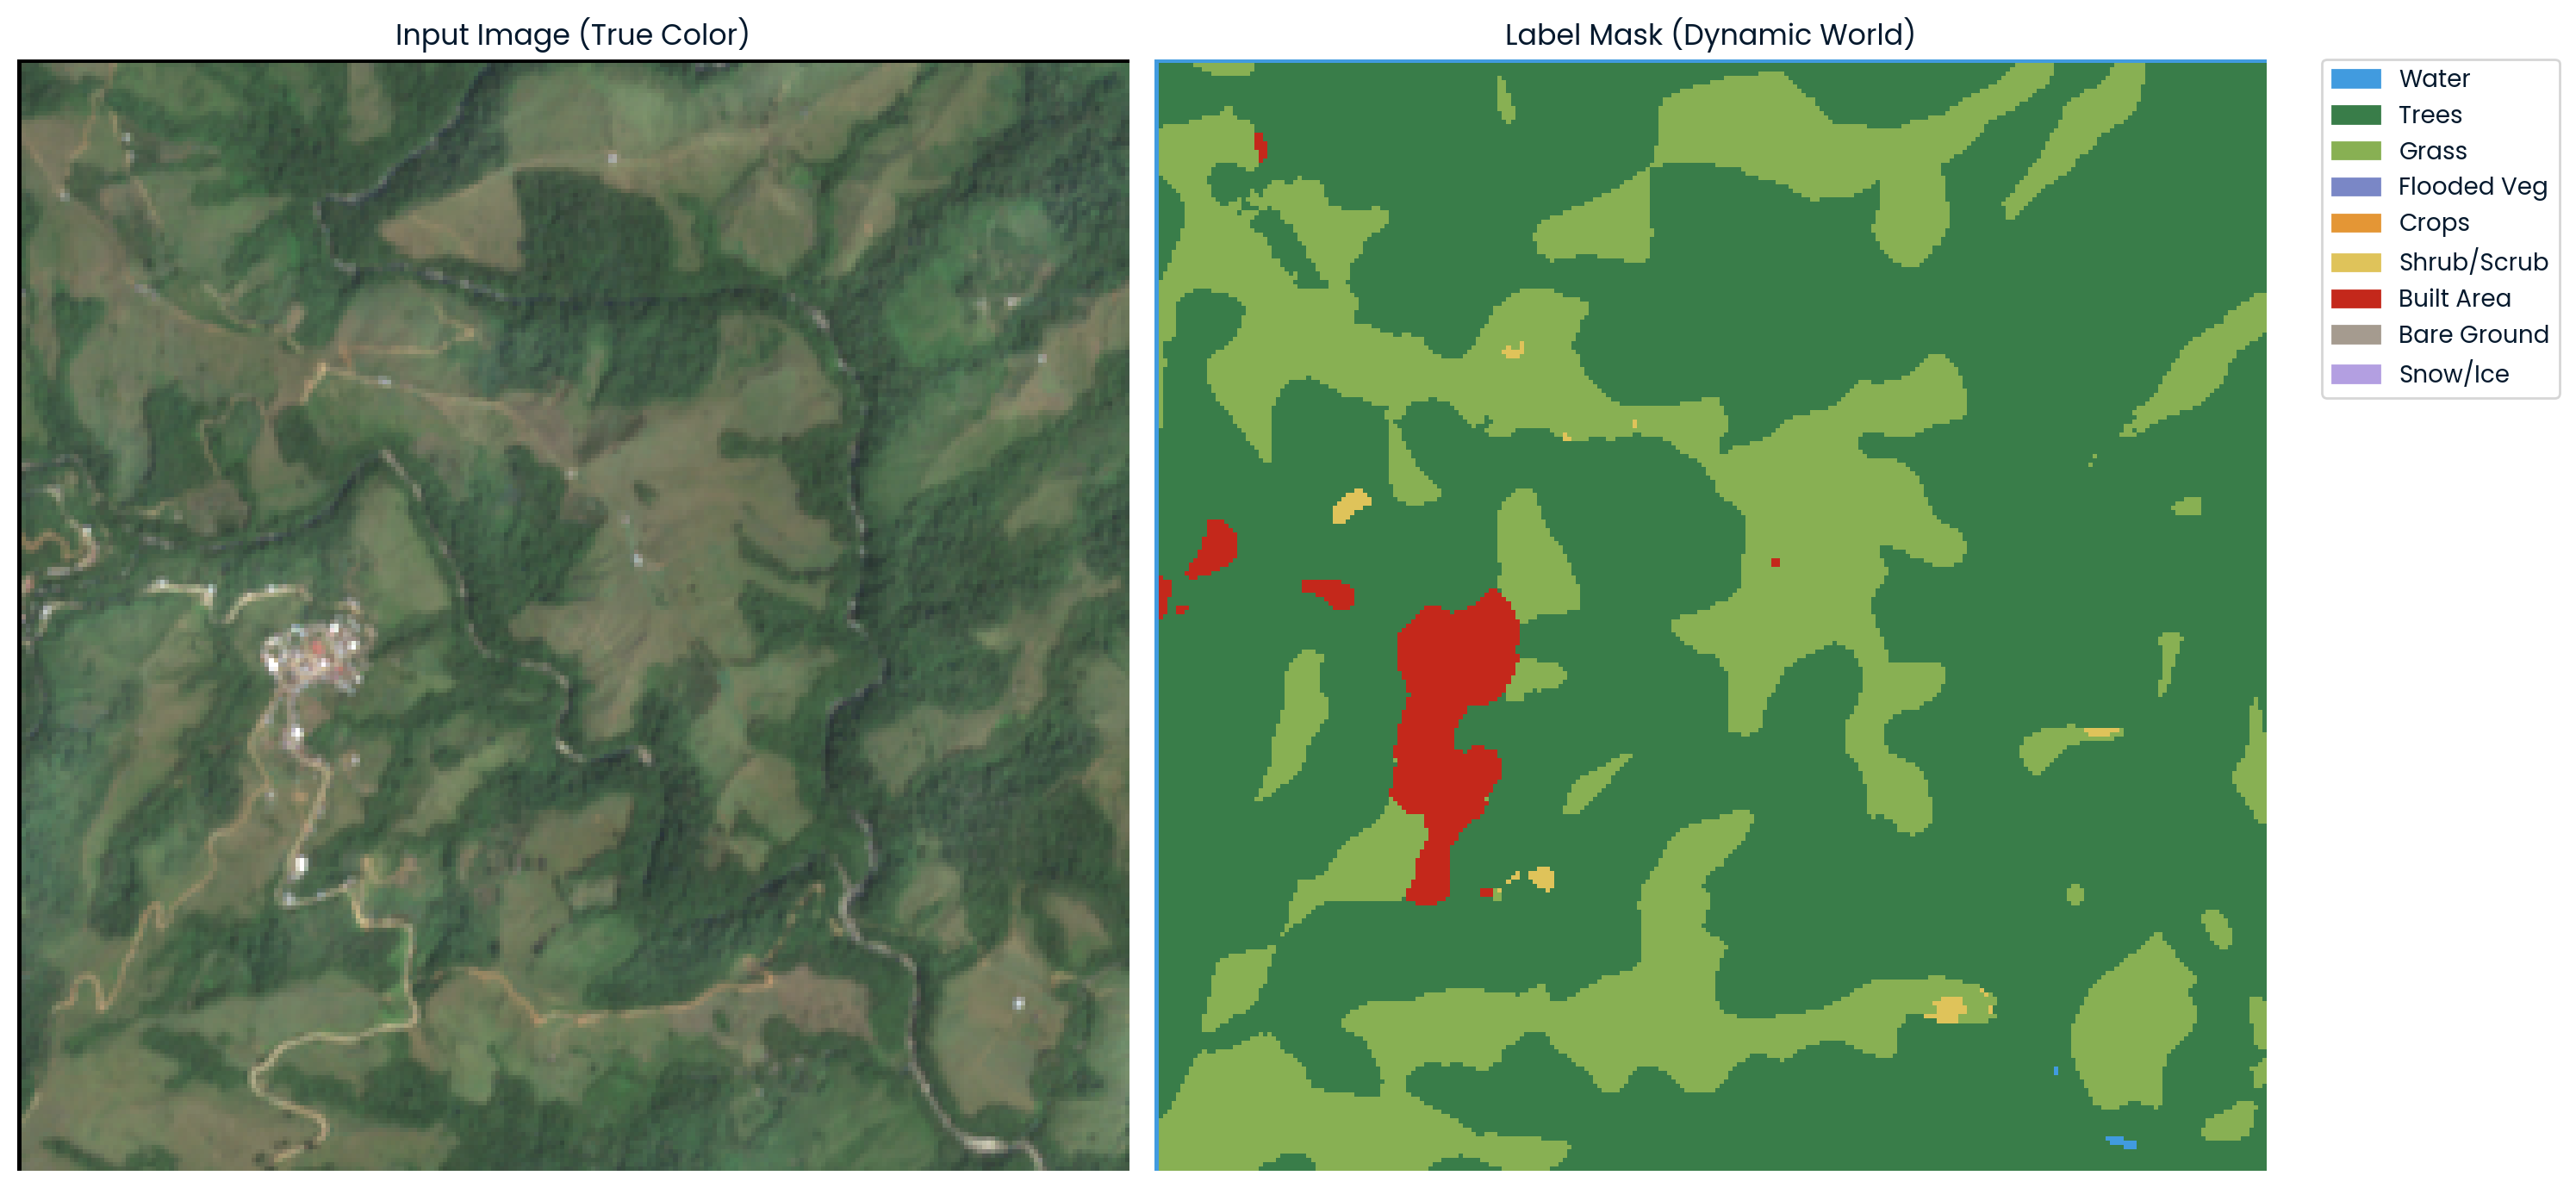 Input Image (True Color)
Label Mask (Dynamic World)
Water
Trees
Grass
Flooded Veg
Crops
Shrub/Scrub
Built Area
Bare Ground
Snow/Ice